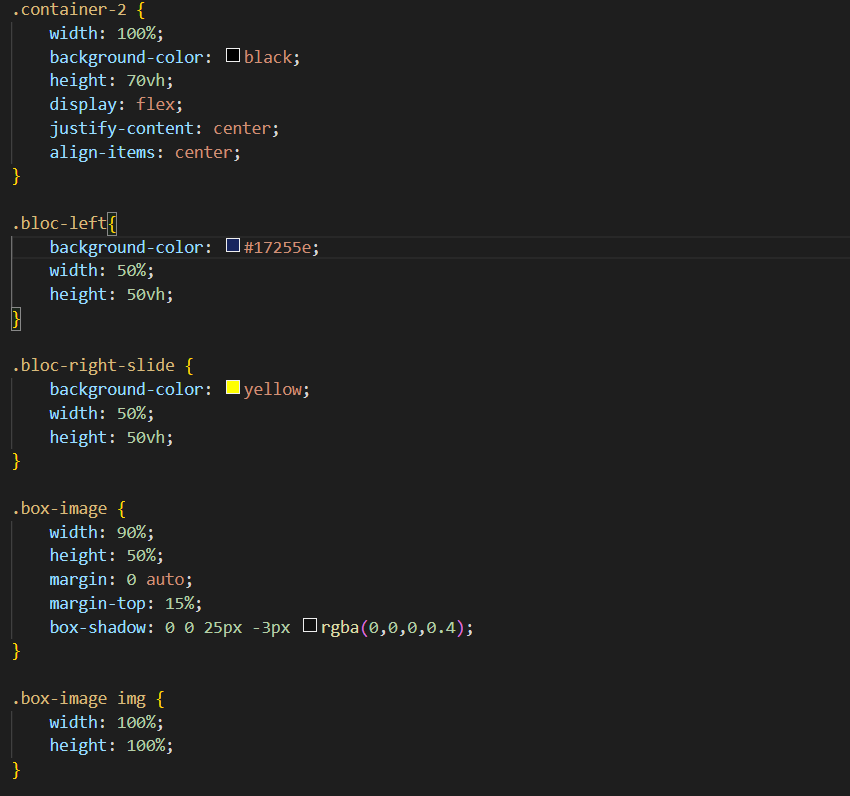 .container-2 {
    width: 100%;
    background-color: black;
    height: 70vh;
    display: flex;
    justify-content: center;
    align-items: center;
}

.bloc-left{
    background-color: #17255e;
    width: 50%;
    height: 50vh;
}

.bloc-right-slide {
    background-color: yellow;
    width: 50%;
    height: 50vh;
}

.box-image {
    width: 90%;
    height: 50%;
    margin: 0 auto;
    margin-top: 15%;
    box-shadow: 0 0 25px -3px rgba(0,0,0,0.4);
}

.box-image img {
    width: 100%;
    height: 100%;
}